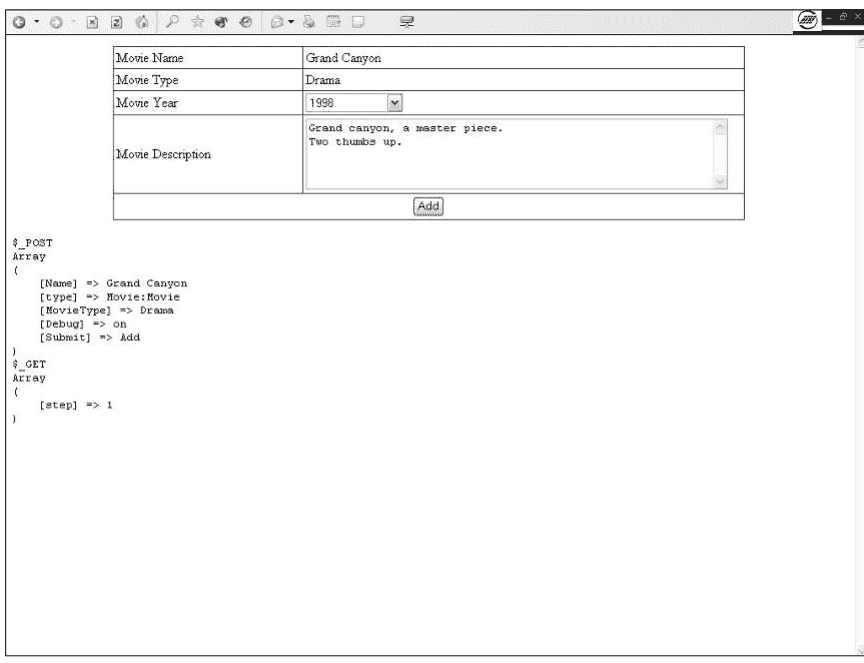 Movie Name Grand Canyon
Movie Type Drama
Movie Year 1998
Movie Description Grand canyon, a master piece.
Two thumbs up.
Add
$_POST
Array
(
[Name] => Grand Canyon
[type] => Movie:Movie
[MovieType] => Drama
[Debug] => on
[Submit] => Add
)
$_GET
Array
(
[step] => 1
)